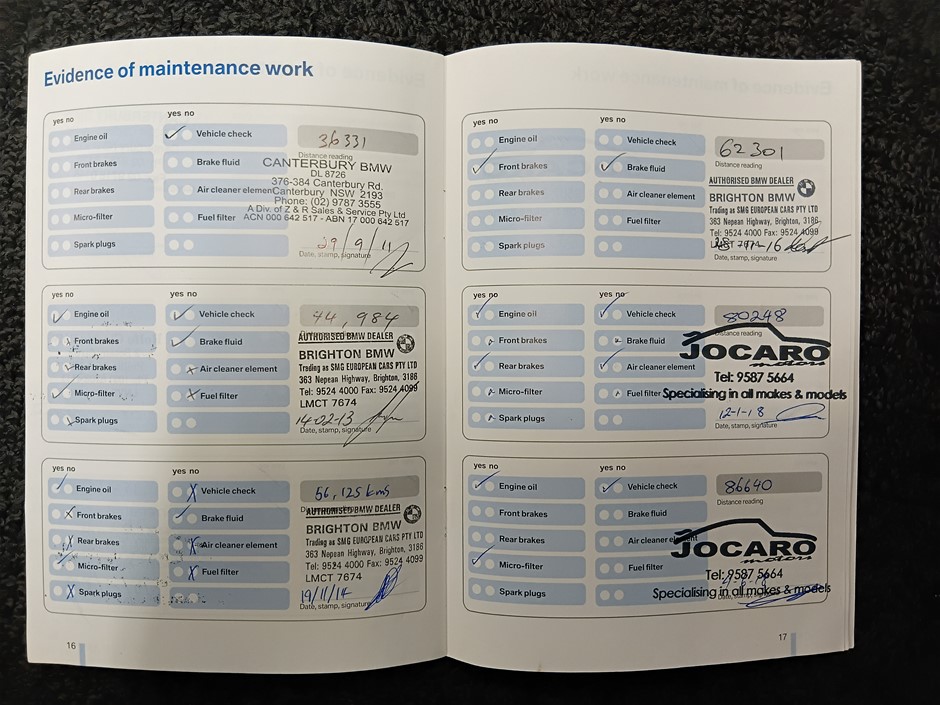 Evidence of maintenance work
yes no
yes no
Engine oil
Vehicle check
36331
Distance reading
Front brakes
Brake fluid
CANTERBURY BMW
DL 8726
Rear brakes
Air cleaner element
376-384 Canterbury Rd.
Canterbury NSW 2193
Phone: (02) 9787 3555
Micro-filter
Fuel filter
A Div. of Z & R Sales & Service Pty Ltd
ACN 000 642 517 - ABN 17 000 642 517
Spark plugs
29/9/11
Date, stamp, signature
yes no
yes no
Engine oil
Vehicle check
44,984
Front brakes
Brake fluid
AUTHORISED BMW DEALER
BRIGHTON BMW
Rear brakes
Air cleaner element
Trading as SMG EUROPEAN CARS PTY LTD
363 Nepean Highway, Brighton, 3186
Micro-filter
Fuel filter
Tel: 9524 4000 Fax: 9524 4099
LMCT 7674
Spark plugs
14-02-13
Date, stamp, signature
yes no
yes no
Engine oil
Vehicle check
56,125 kms
Front brakes
Brake fluid
AUTHORISED BMW DEALER
BRIGHTON BMW
Rear brakes
Air cleaner element
Trading as SMG EUROPEAN CARS PTY LTD
363 Nepean Highway, Brighton, 3186
Micro-filter
Fuel filter
Tel: 9524 4000 Fax: 9524 4099
LMCT 7674
Spark plugs
19/11/14
Date, stamp, signature
16
yes no
yes no
Engine oil
Vehicle check
62301
Distance reading
Front brakes
Brake fluid
AUTHORISED BMW DEALER
BRIGHTON BMW
Rear brakes
Air cleaner element
Trading as SMG EUROPEAN CARS PTY LTD
363 Nepean Highway, Brighton, 3186
Micro-filter
Fuel filter
Tel: 9524 4000 Fax: 9524 4099
LMCT 7674
Spark plugs
Date, stamp, signature
yes no
yes no
Engine oil
Vehicle check
80248
Distance reading
Front brakes
Brake fluid
JOCARO
motors
Rear brakes
Air cleaner element
Tel: 9587 5664
Micro-filter
Fuel filter
Specialising in all makes & models
Spark plugs
12-1-18
Date, stamp, signature
yes no
yes no
Engine oil
Vehicle check
86640
Distance reading
Front brakes
Brake fluid
Rear brakes
Air cleaner element
JOCARO
motors
Micro-filter
Fuel filter
Tel: 9587 5664
Spark plugs
Specialising in all makes & models
17